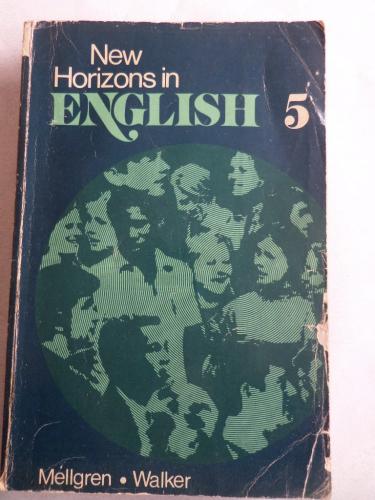 New
Horizons in
ENGLISH 5
Mellgren • Walker